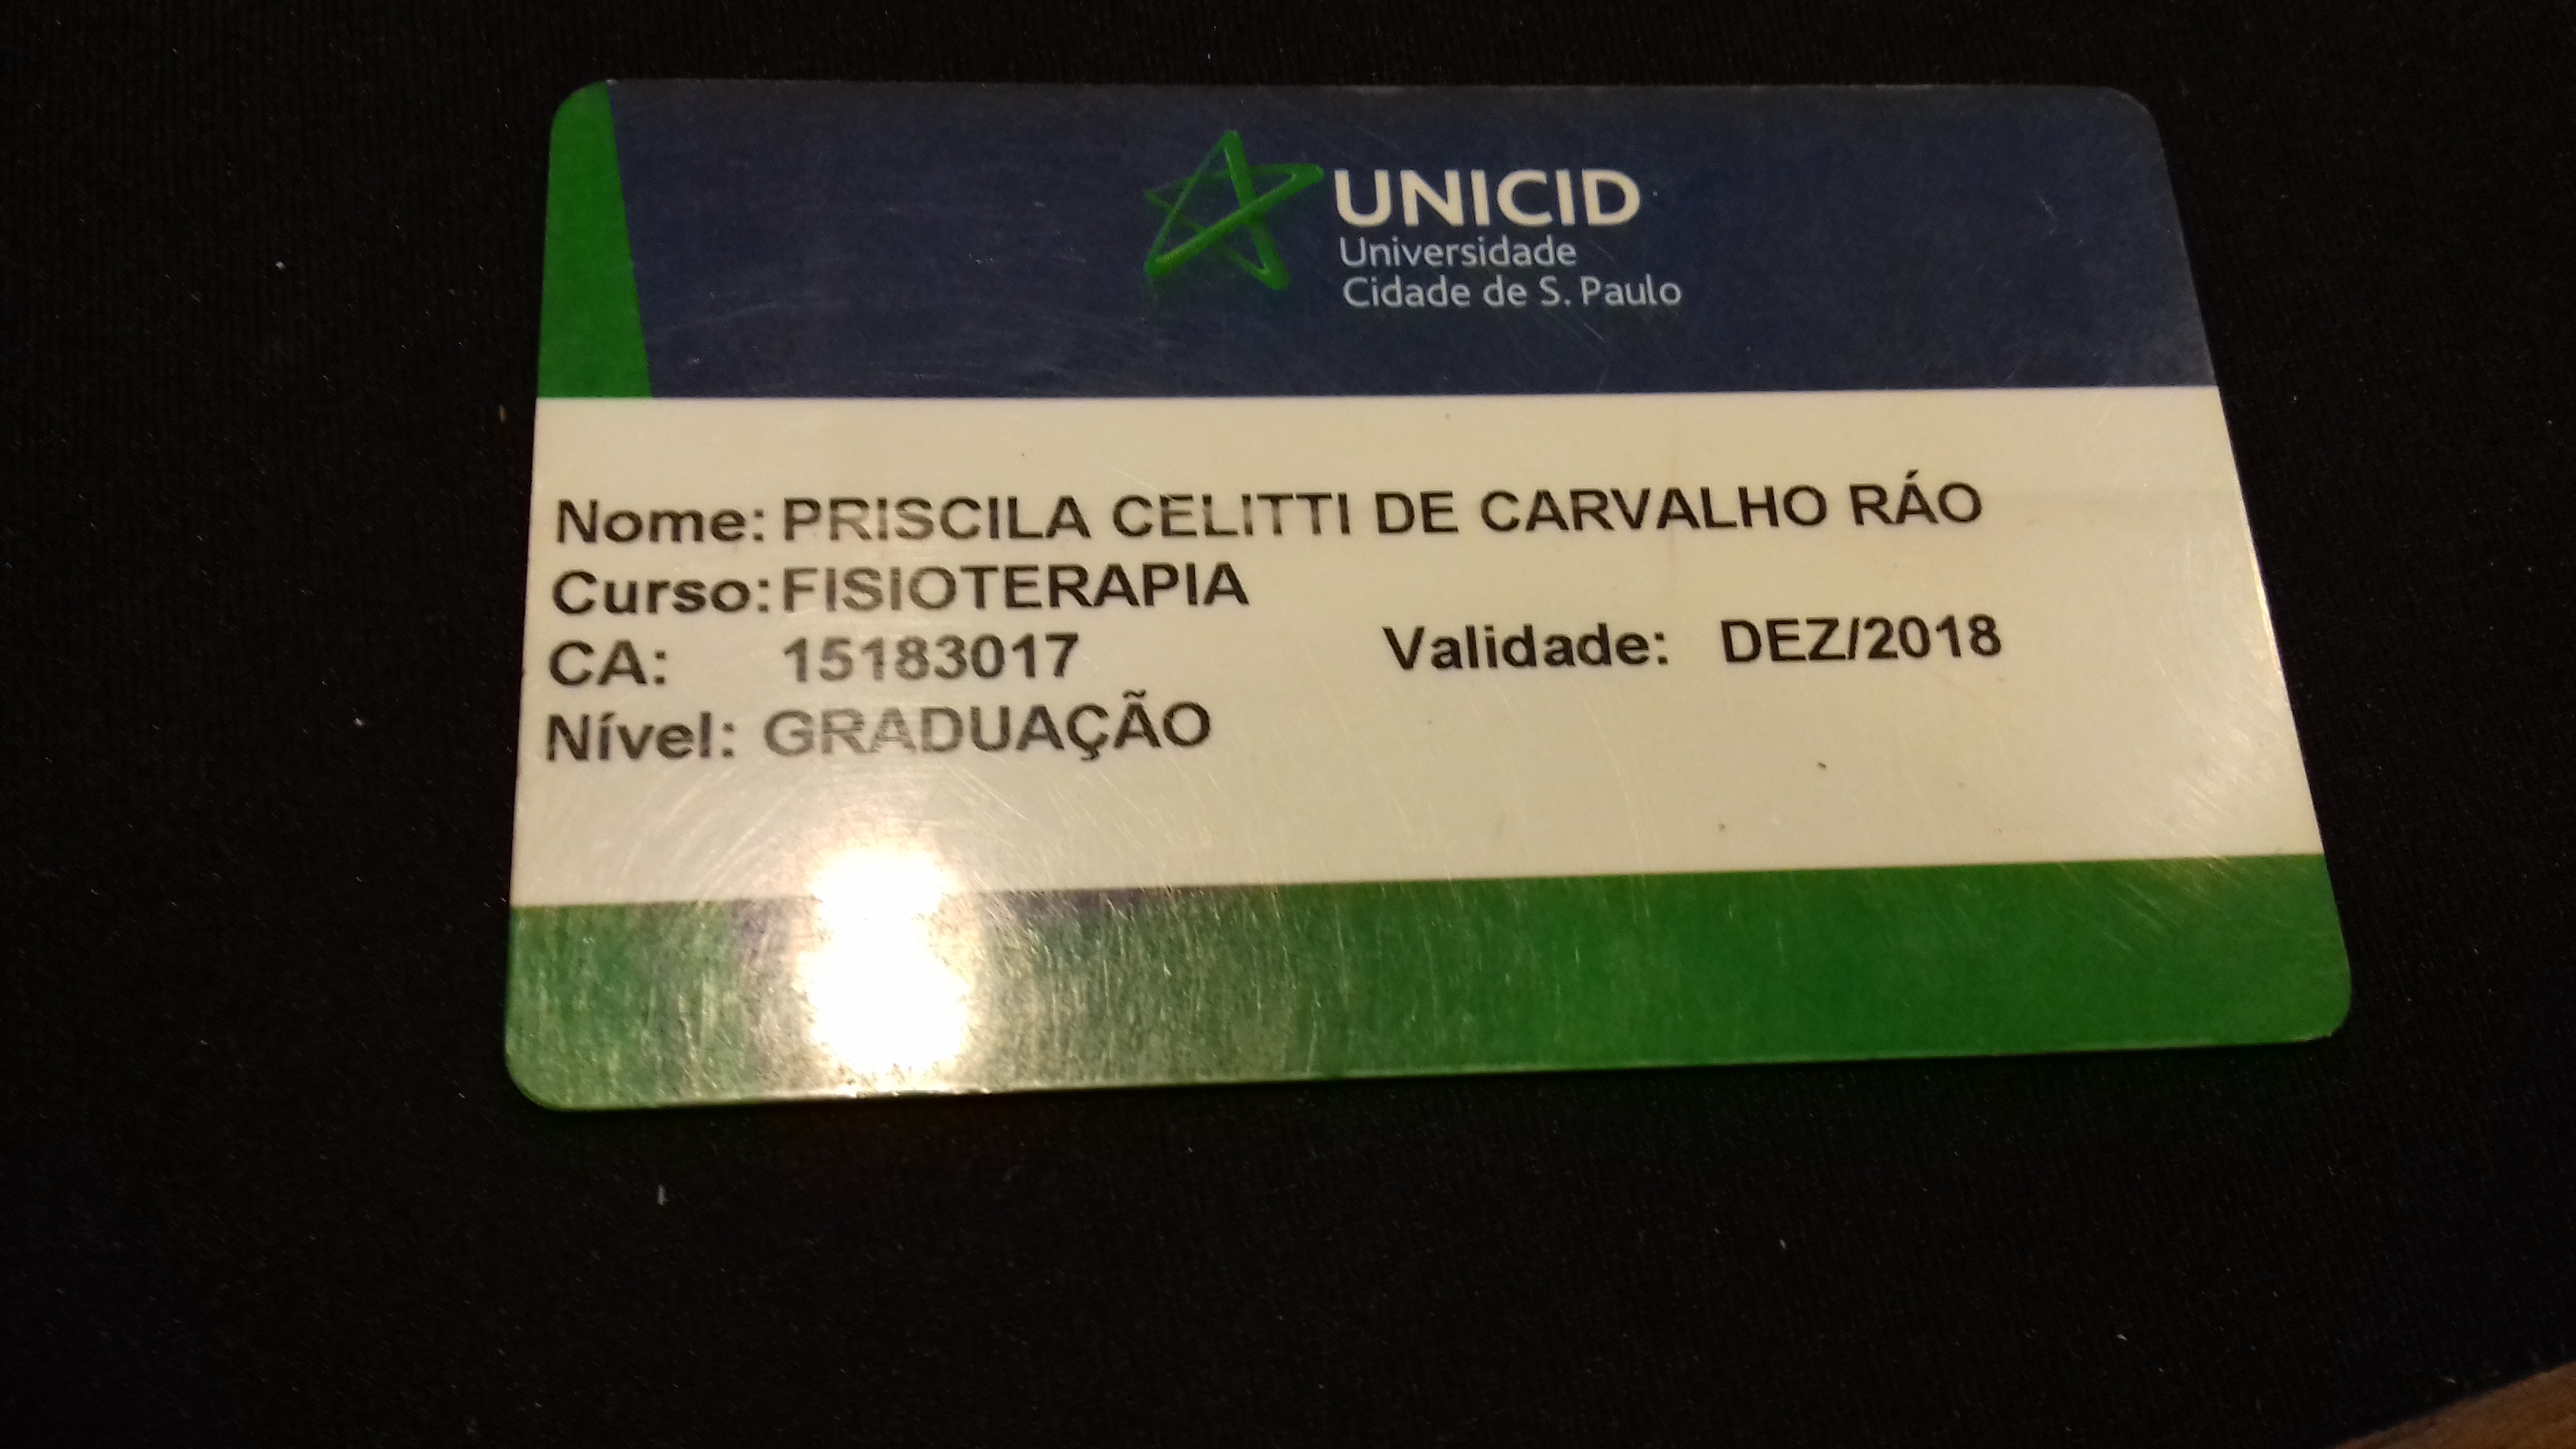 UNICID
Universidade
Cidade de S. Paulo
Nome: PRISCILA CELITTI DE CARVALHO RÁO
Curso: FISIOTERAPIA
CA: 15183017 Validade: DEZ/2018
Nível: GRADUAÇÃO